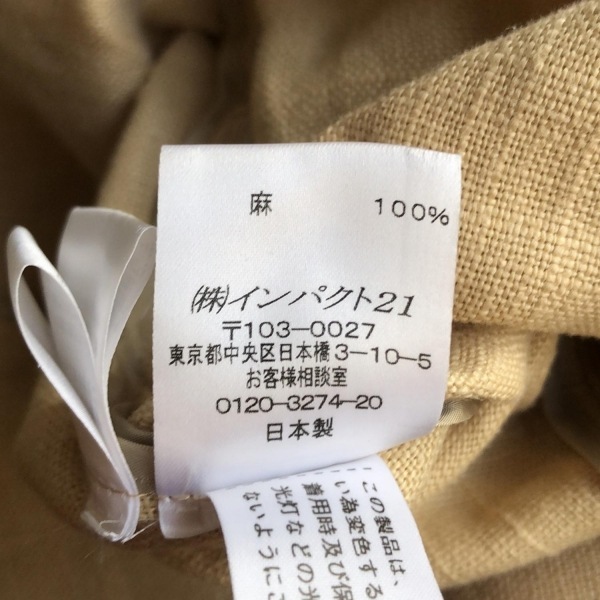 麻 100%
㈱インパクト21
〒103-0027
東京都中央区日本橋3-10-5
お客様相談室
0120-3274-20
日本製
この製品は、
い為変色する
着用時及び保
光灯などの光
ないようにご